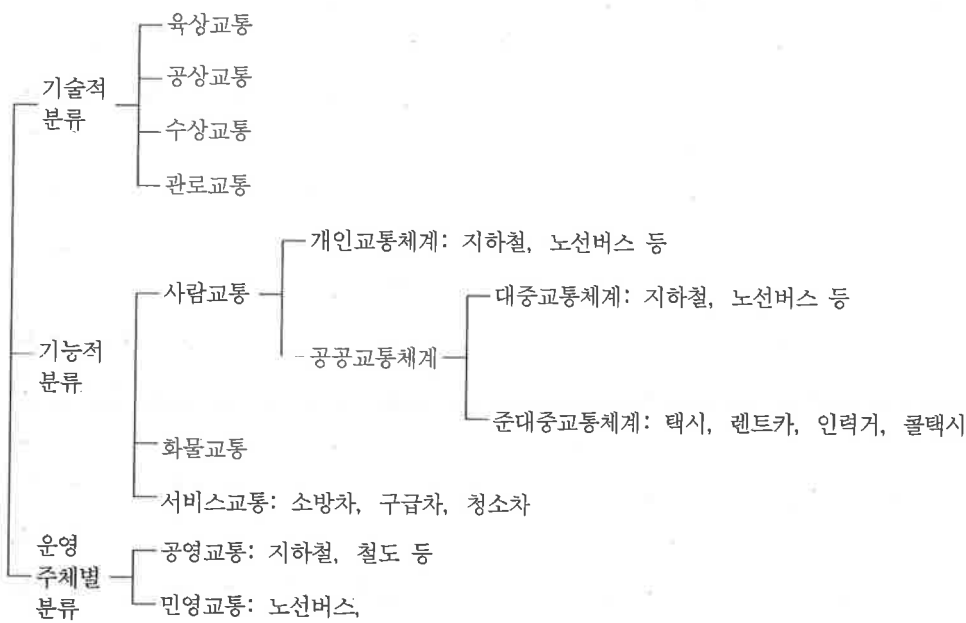 육상교통
기술적
분류
공상교통
수상교통
관로교통
개인교통체계: 지하철, 노선버스 등
사람교통
대중교통체계: 지하철, 노선버스 등
기능적
분류
공공교통체계
준대중교통체계: 택시, 렌트카, 인력거, 콜택시
화물교통
서비스교통: 소방차, 구급차, 청소차
운영
주체별
분류
공영교통: 지하철, 철도 등
민영교통: 노선버스,